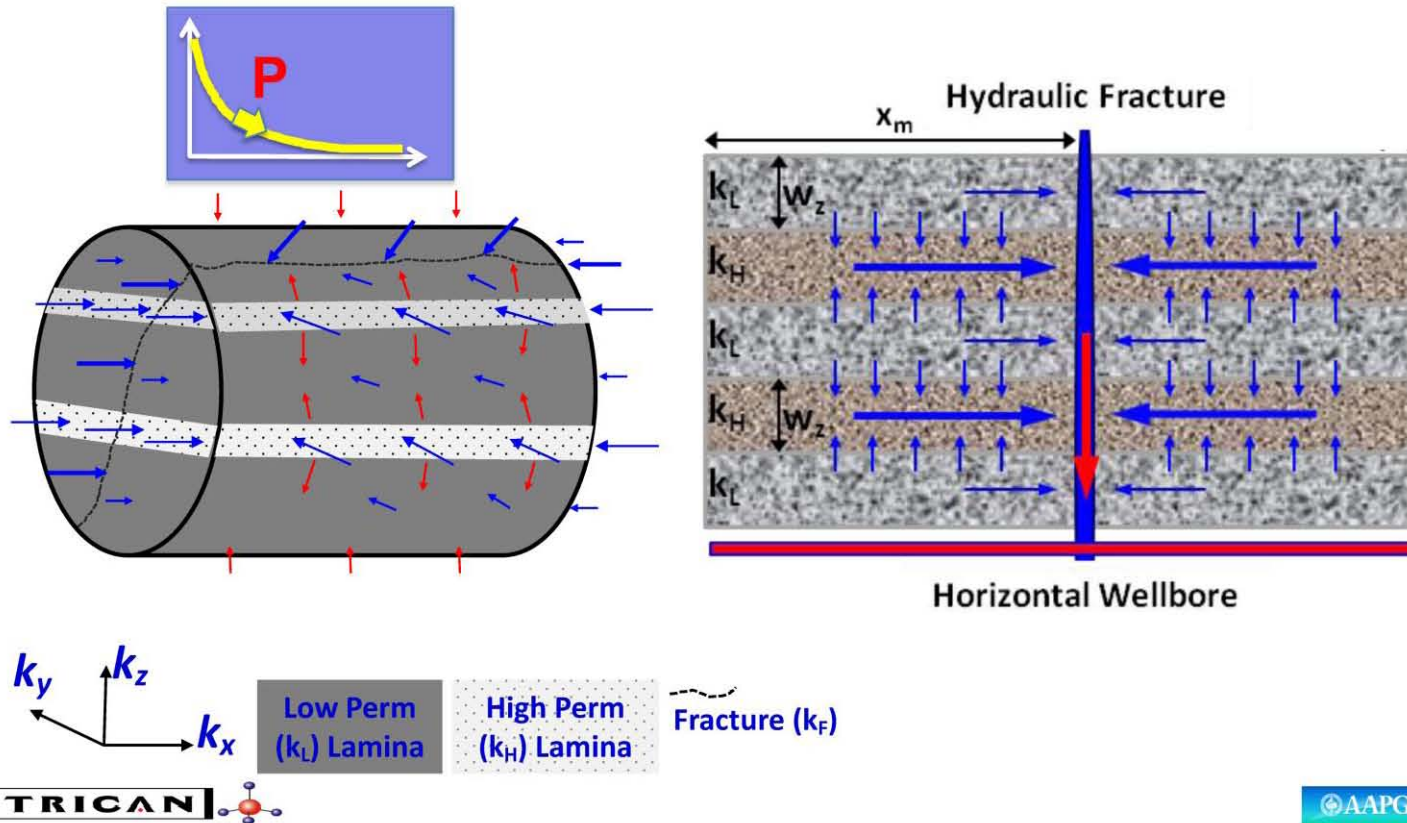 P
Hydraulic Fracture
xₘ
k_L
w_z
k_H
k_L
k_H
w_z
k_L
Horizontal Wellbore
k_y
k_z
k_x
Low Perm
(k_L) Lamina
High Perm
(k_H) Lamina
Fracture (k_F)
TRICAN
AAPG